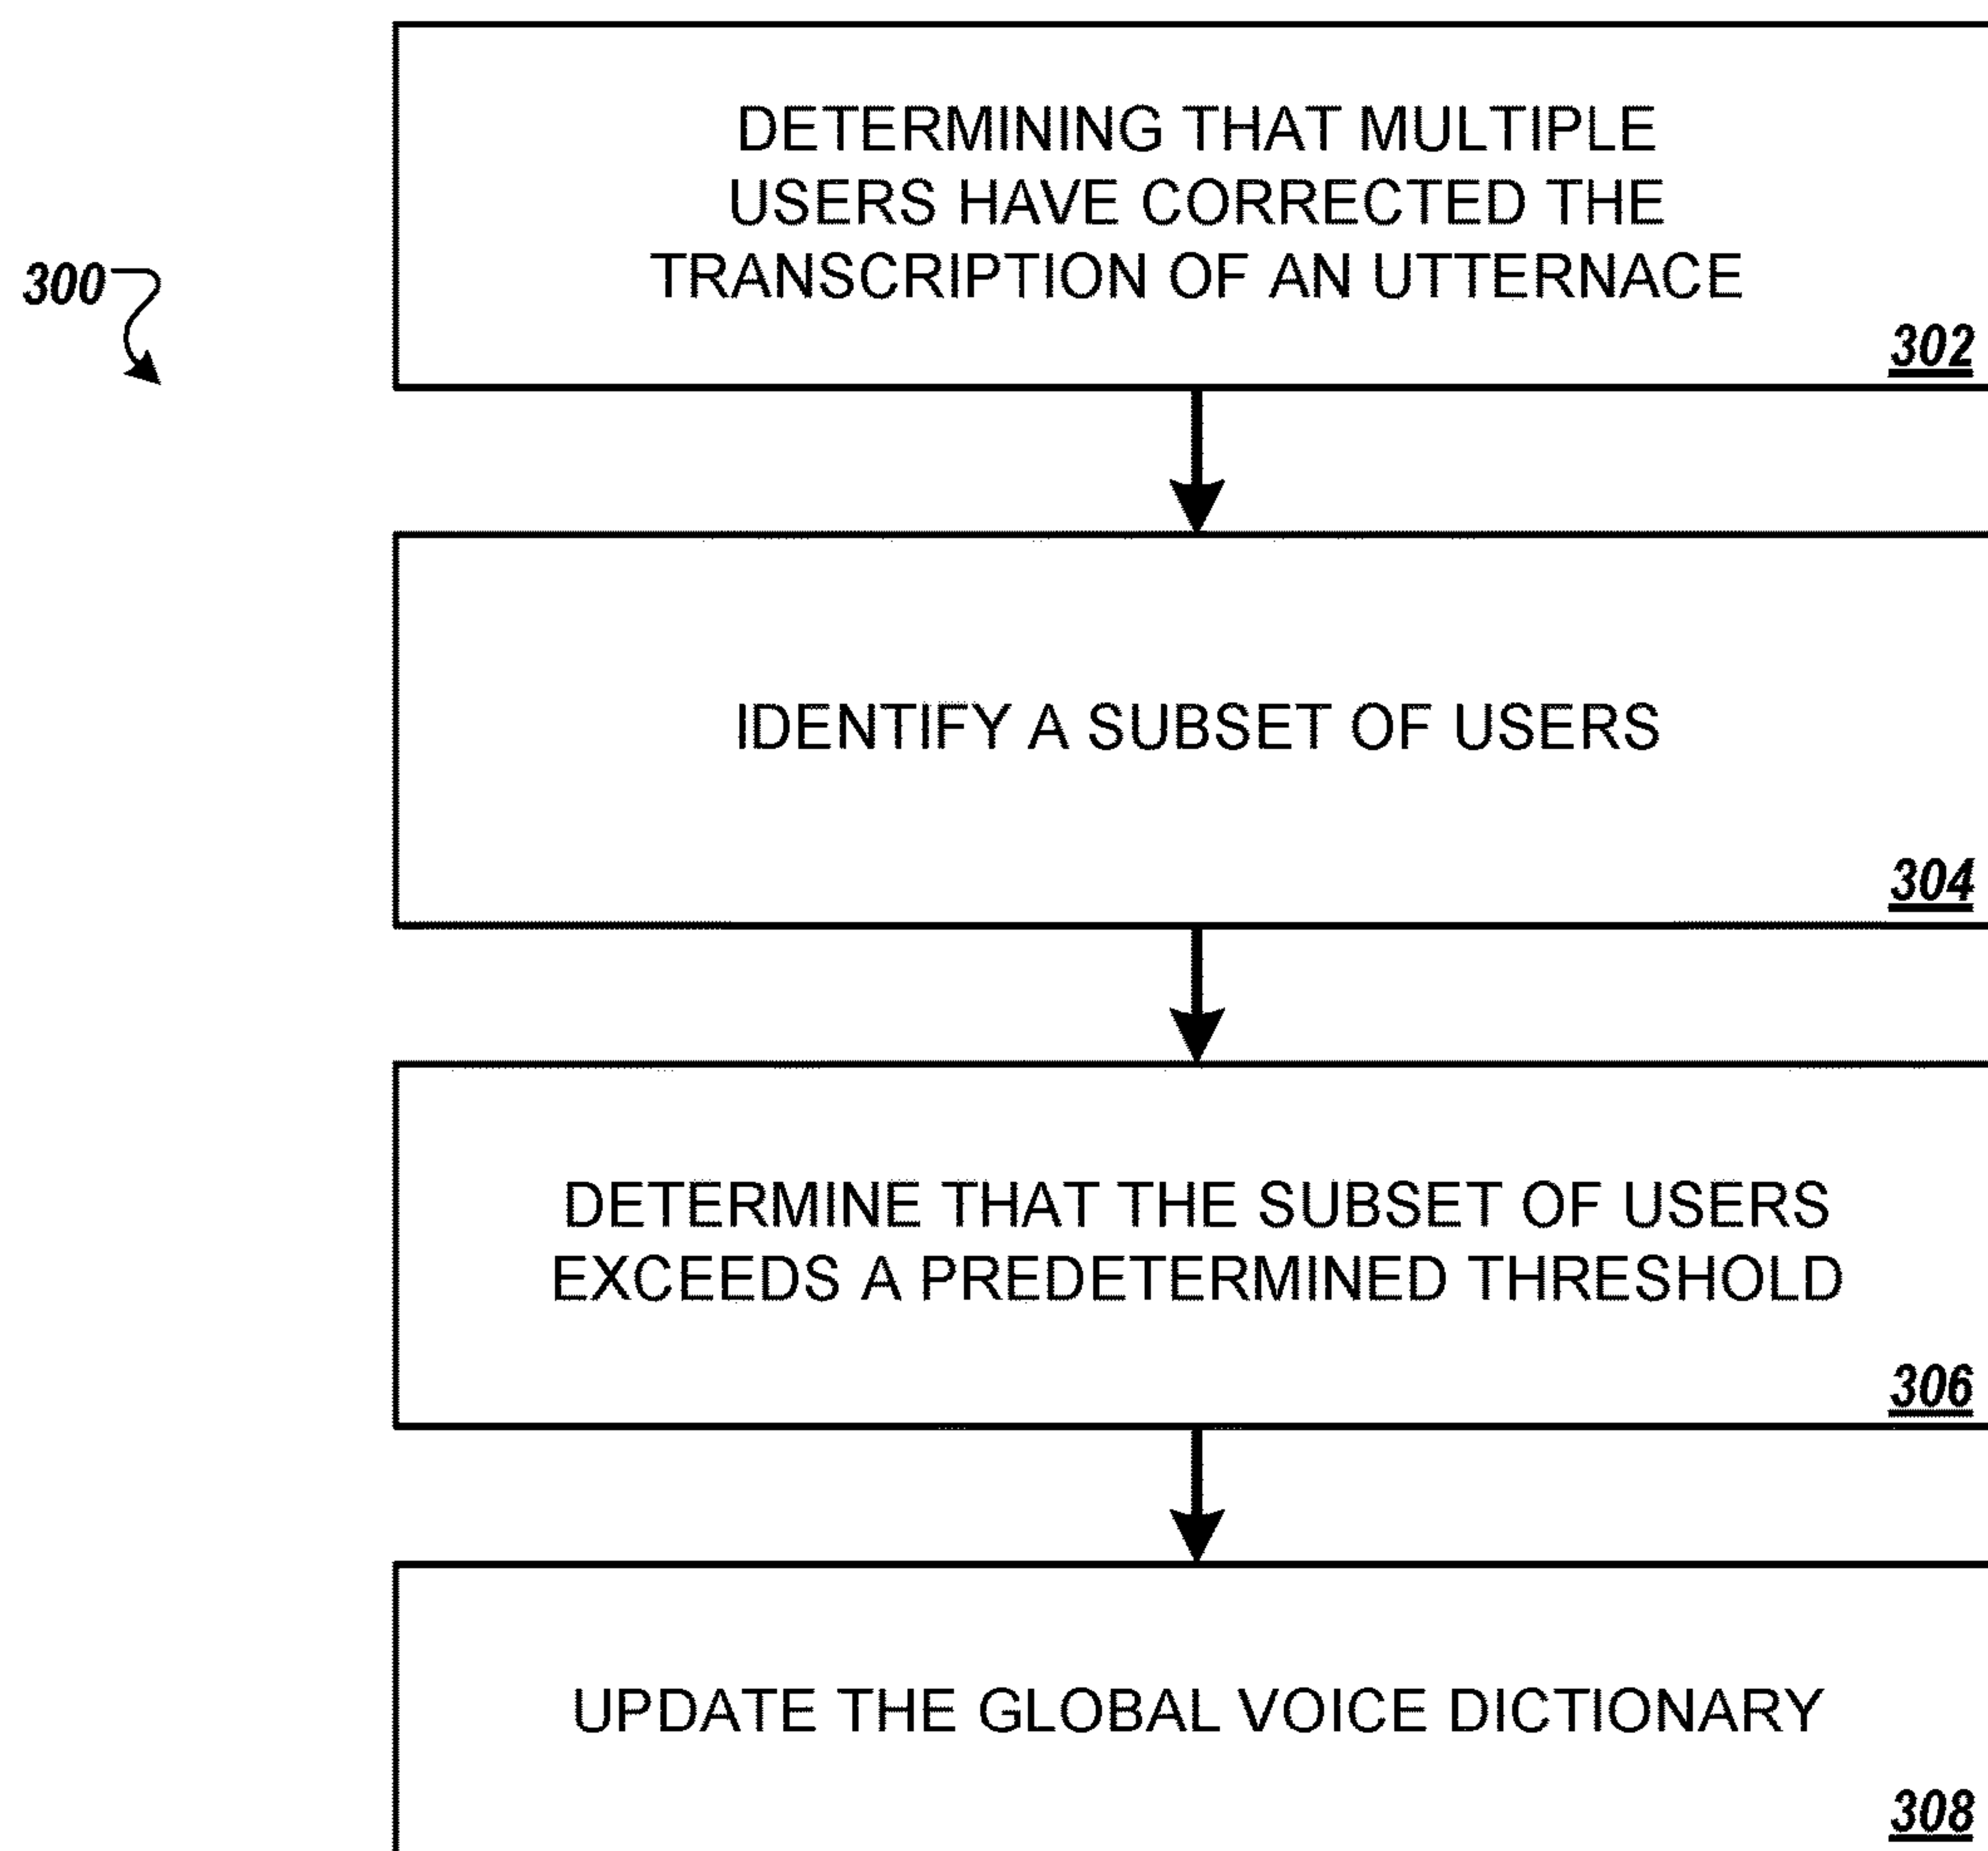 DETERMINING THAT MULTIPLE
USERS HAVE CORRECTED THE
TRANSCRIPTION OF AN UTTERNACE
302
300
IDENTIFY A SUBSET OF USERS
304
DETERMINE THAT THE SUBSET OF USERS
EXCEEDS A PREDETERMINED THRESHOLD
306
UPDATE THE GLOBAL VOICE DICTIONARY
308